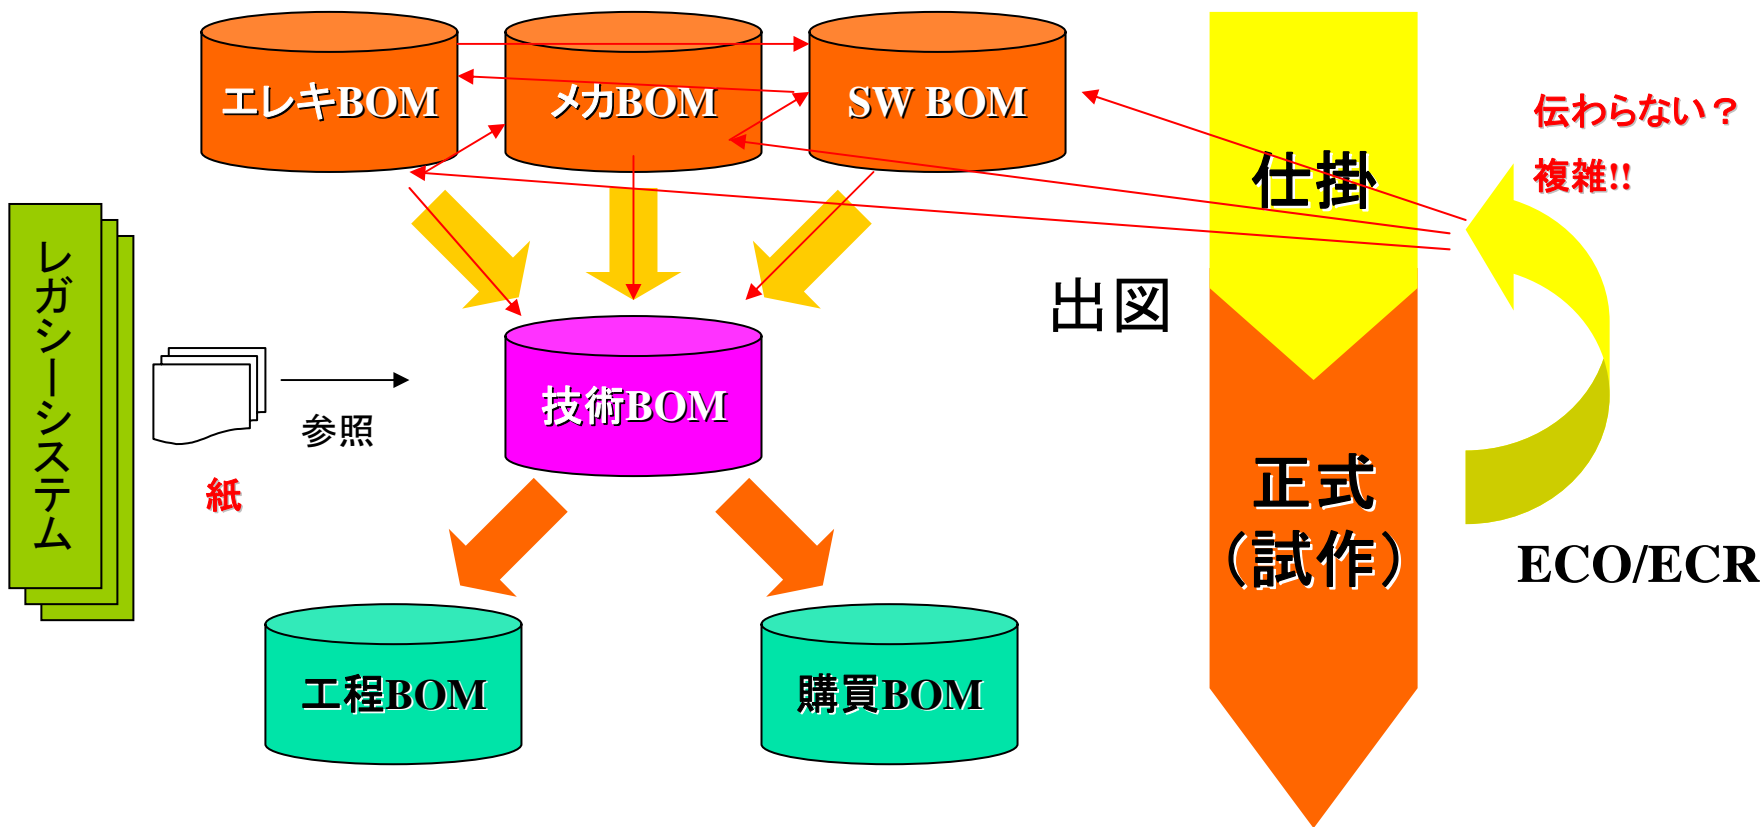 エレキBOM
メカBOM
SW BOM
伝わらない？
複雑!!
仕掛
レガシーシステム
出図
技術BOM
参照
紙
正式
（試作）
ECO/ECR
工程BOM
購買BOM